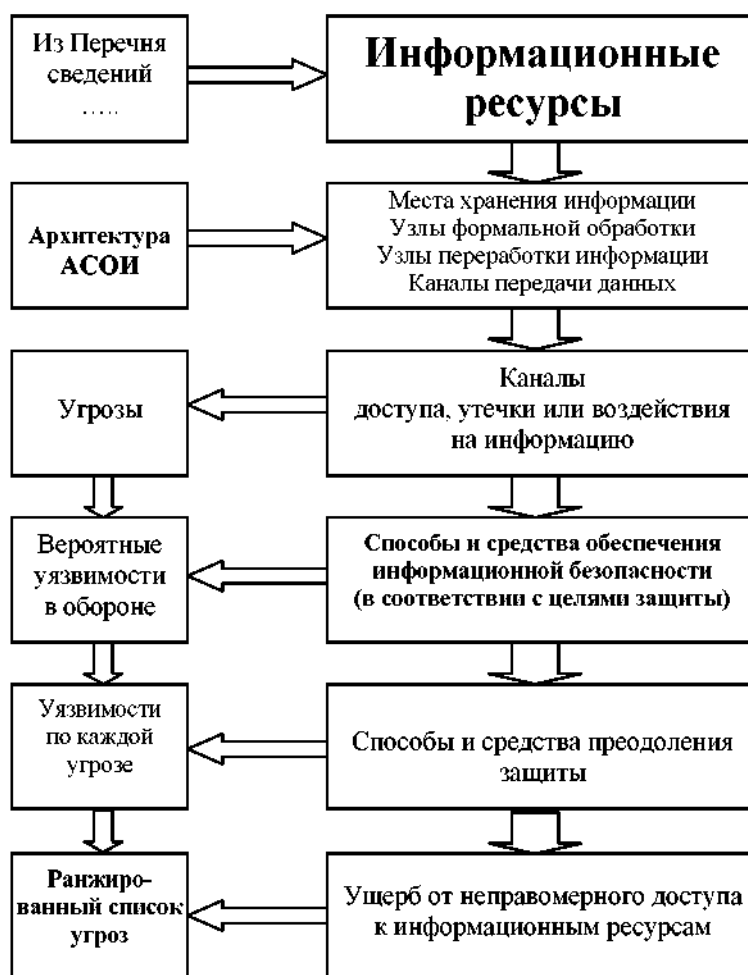 Из Перечня
сведений
.....
Информационные
ресурсы
Архитектура
АСОИ
Места хранения информации
Узлы формальной обработки
Узлы переработки информации
Каналы передачи данных
Угрозы
Каналы
доступа, утечки или воздействия
на информацию
Вероятные
уязвимости
в обороне
Способы и средства обеспечения
информационной безопасности
(в соответствии с целями защиты)
Уязвимости
по каждой
угрозе
Способы и средства преодоления
защиты
Ранжиро-
ванный список
угроз
Ущерб от неправомерного доступа
к информационным ресурсам